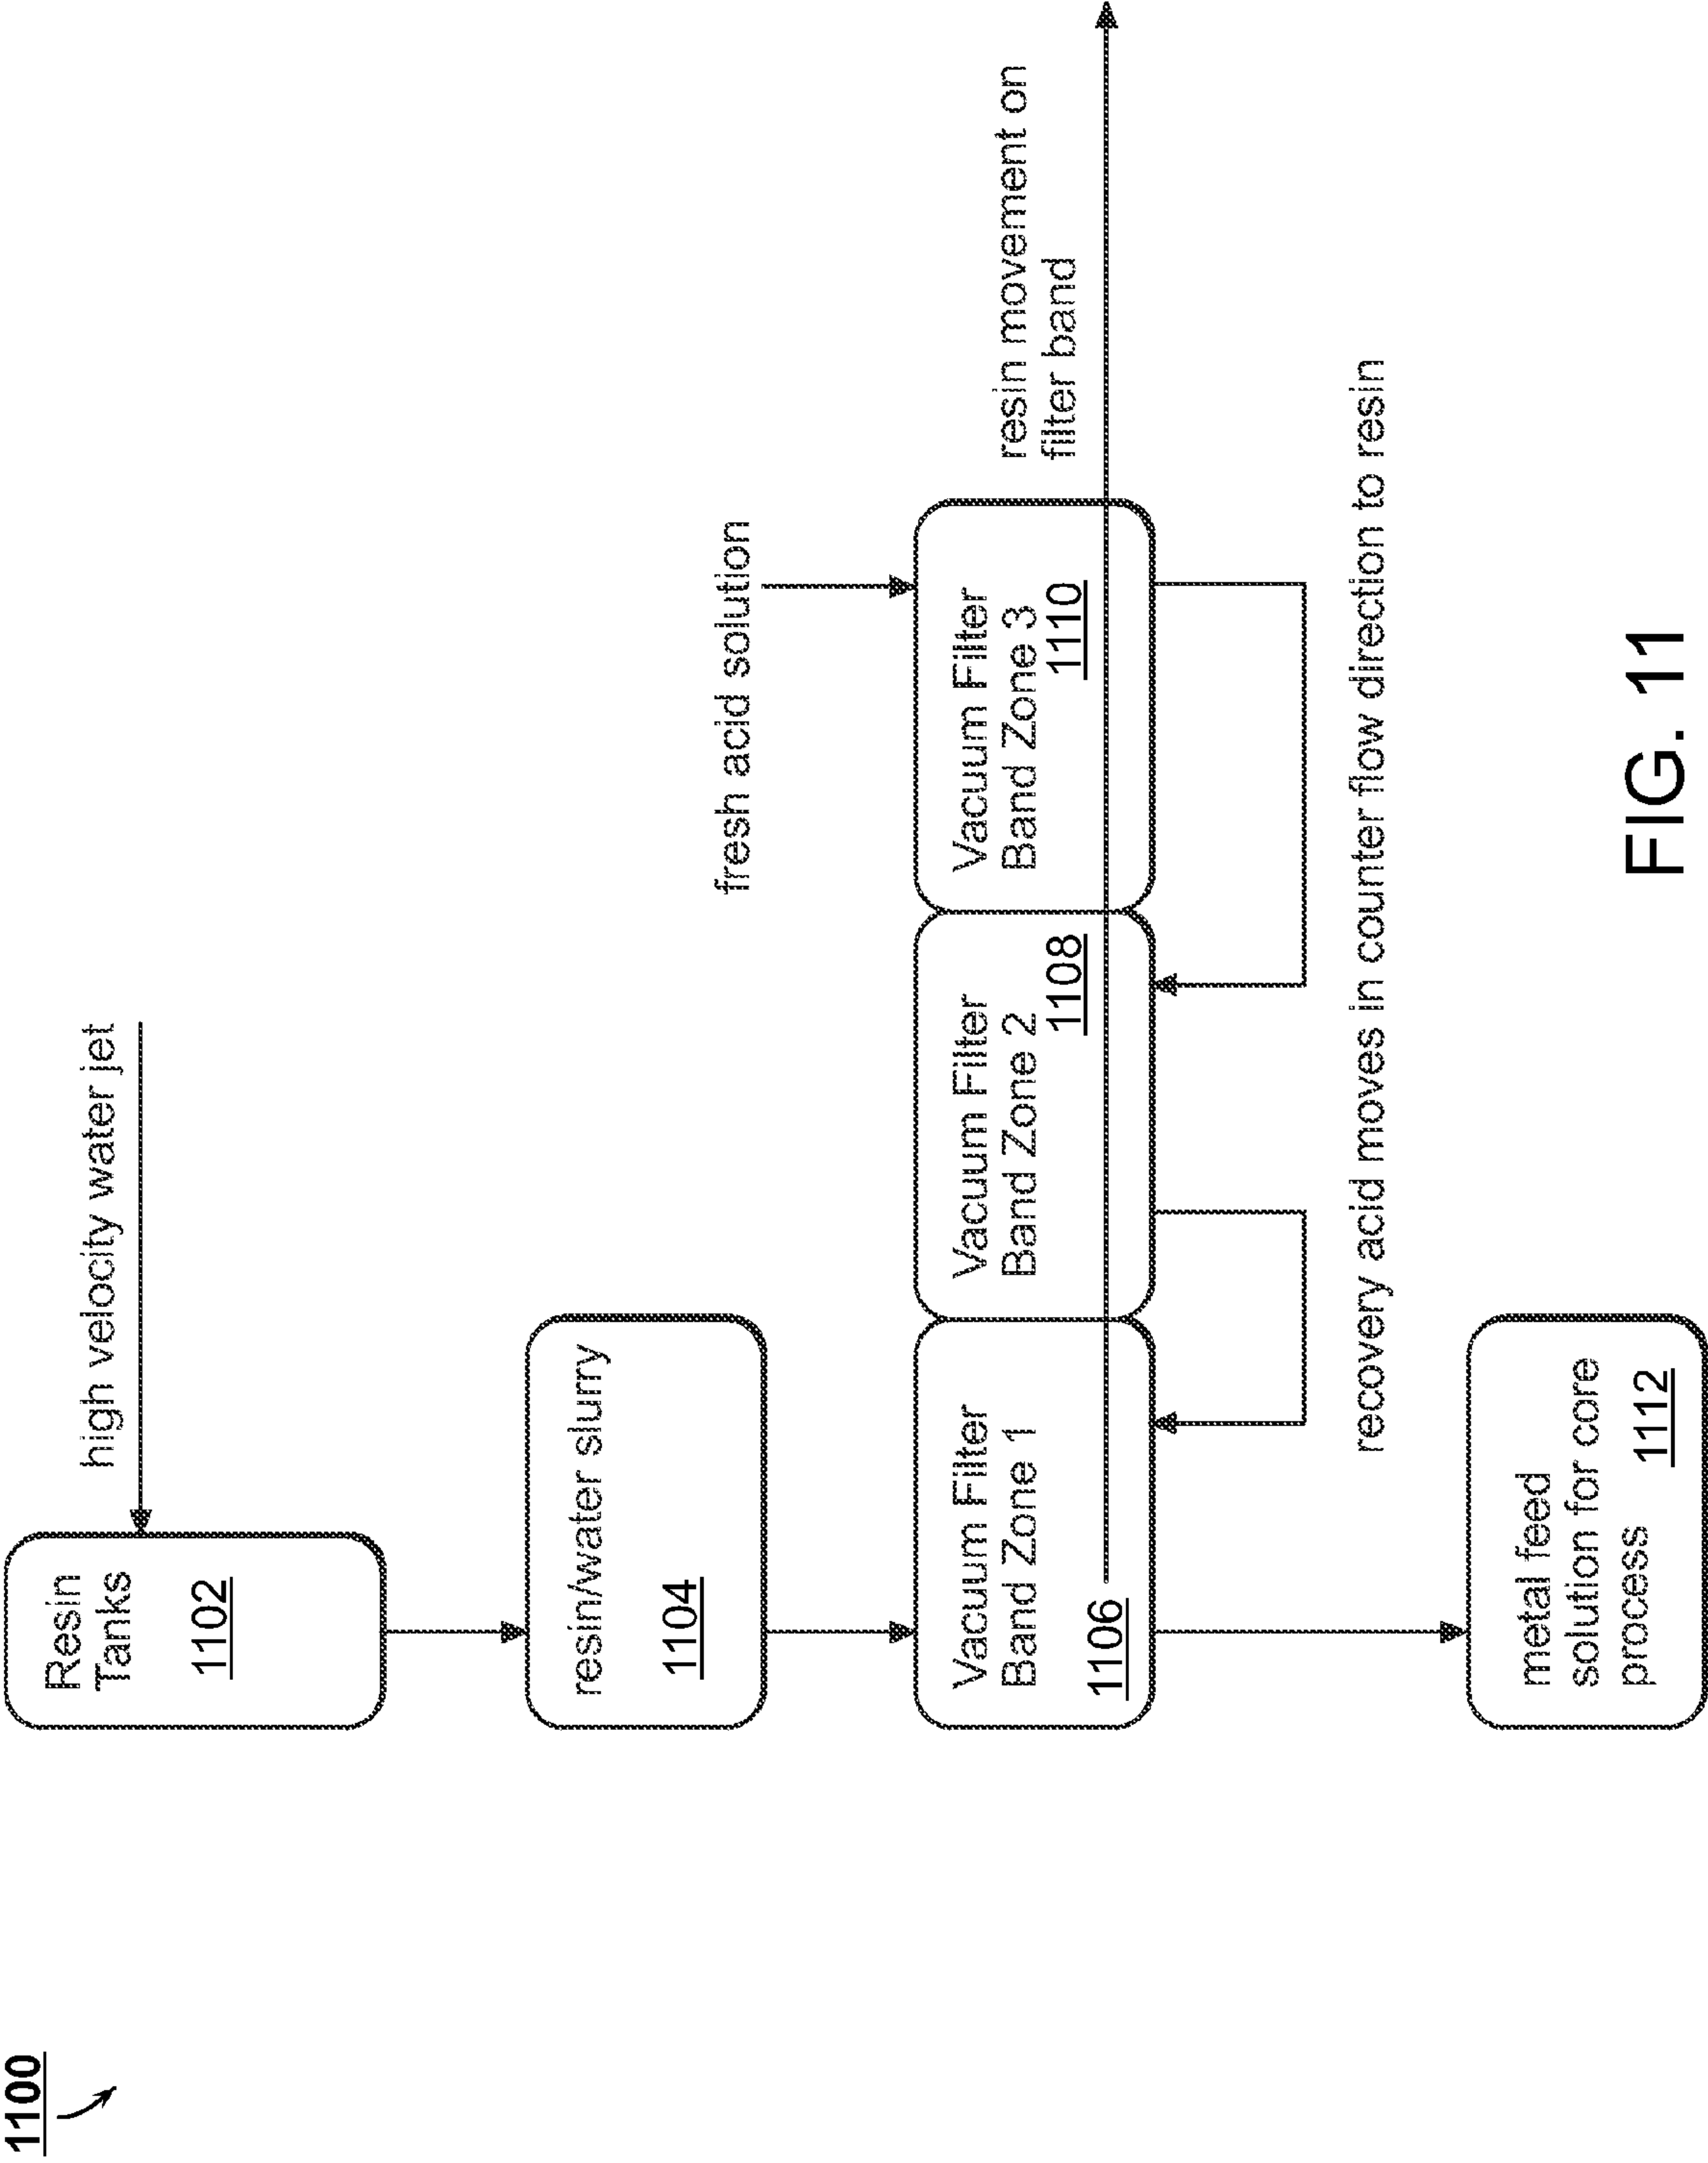 1100
high velocity water jet
Resin
Tanks
1102
resin/water slurry
1104
fresh acid solution
Vacuum Filter
Band Zone 1
1106
Vacuum Filter
Band Zone 2
1108
Vacuum Filter
Band Zone 3
1110
resin movement on
filter band
recovery acid moves in counter flow direction to resin
metal feed
solution for core
process 1112
FIG. 11